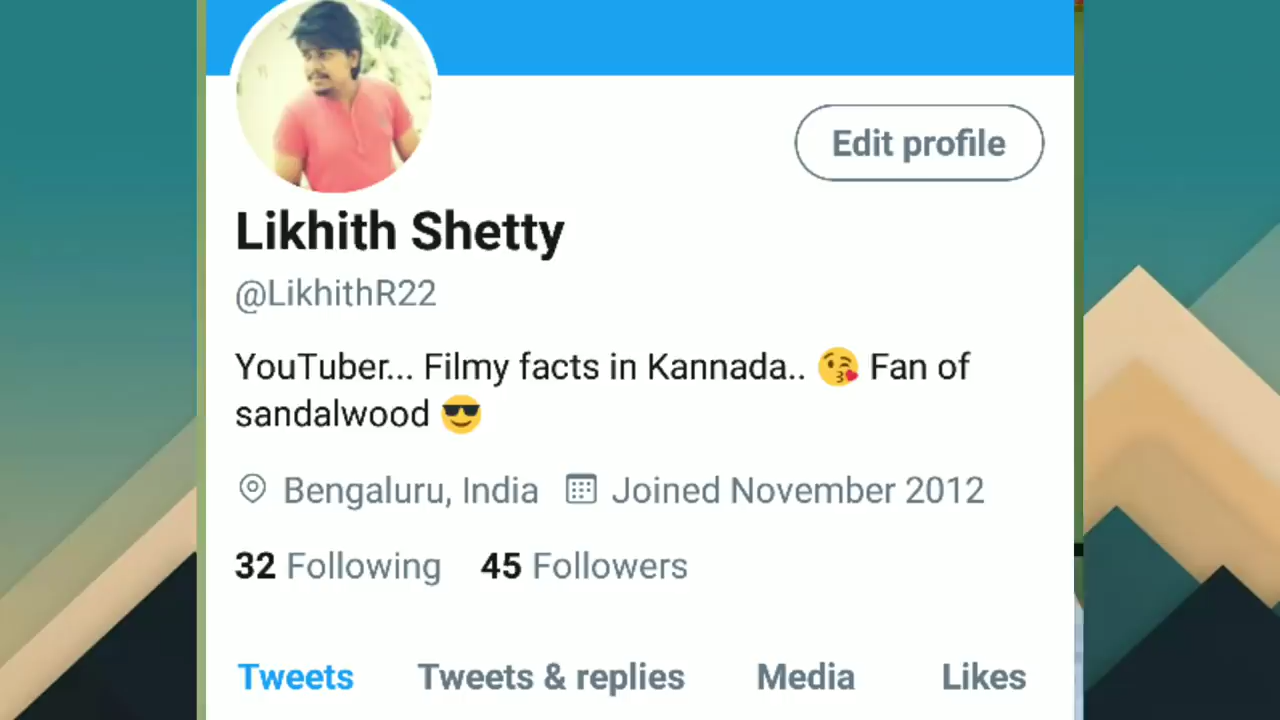 Edit profile
Likhith Shetty
@LikhithR22
YouTuber... Filmy facts in Kannada.. 😘 Fan of
sandalwood 😎
Bengaluru, India Joined November 2012
32 Following 45 Followers
Tweets Tweets & replies Media Likes